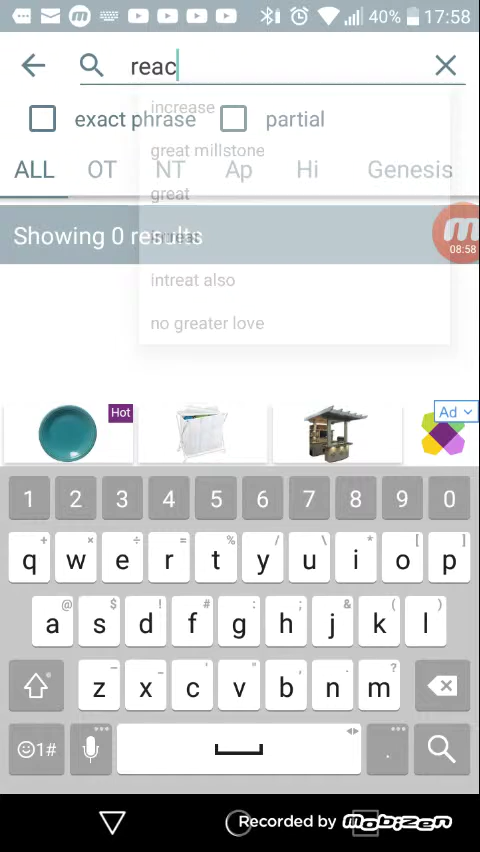 40% 17:58
reac
increase
exact phrase partial
great millstone
ALL OT NT Ap Hi Genesis
great
Showing 0 results
08:58
intreat also
no greater love
Hot
Ad
1 2 3 4 5 6 7 8 9 0
+ × ÷ = % / < > [ ]
q w e r t y u i o p
@ $ ! # : ; & ( )
a s d f g h j k l
z x c v b n m
1#
.
Recorded by Mobizen